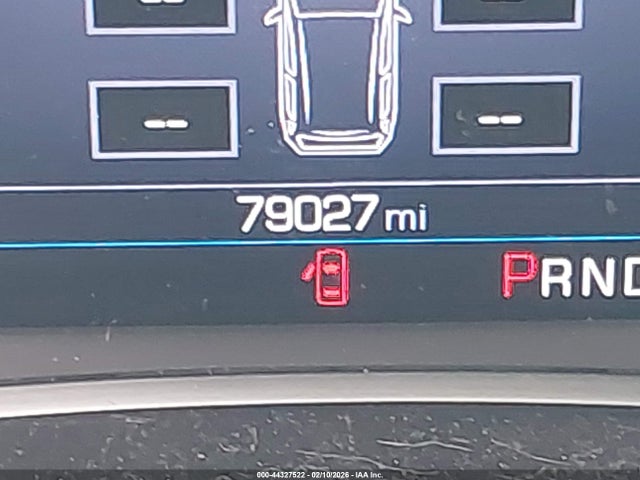 -- --
79027 mi
PRND
000-44327522 - 02/10/2026 - IAA Inc.